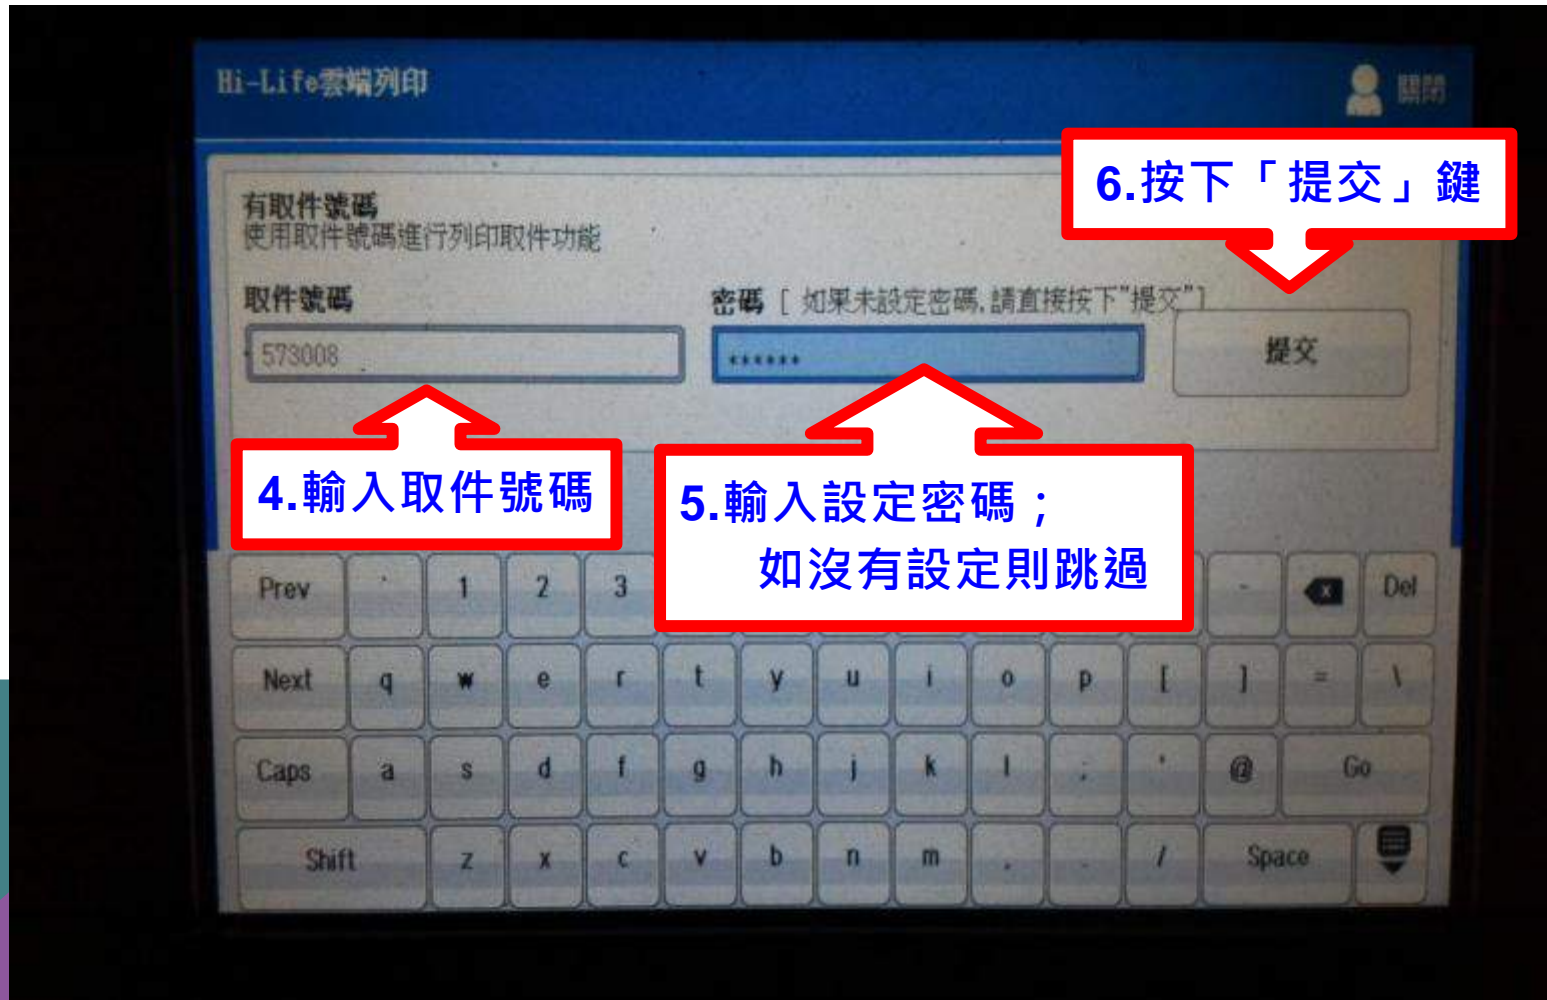 Hi-Life雲端列印
關閉
6.按下「提交」鍵
有取件號碼
使用取件號碼進行列印取件功能
取件號碼
密碼 [ 如果未設定密碼,請直接按下"提交"]
573008
******
提交
4.輸入取件號碼
5.輸入設定密碼；
如沒有設定則跳過
Prev 1 2 3 - x Del
Next q w e r t y u i o p [ ] = \
Caps a s d f g h j k l ; ' @ Go
Shift z x c v b n m , . / Space